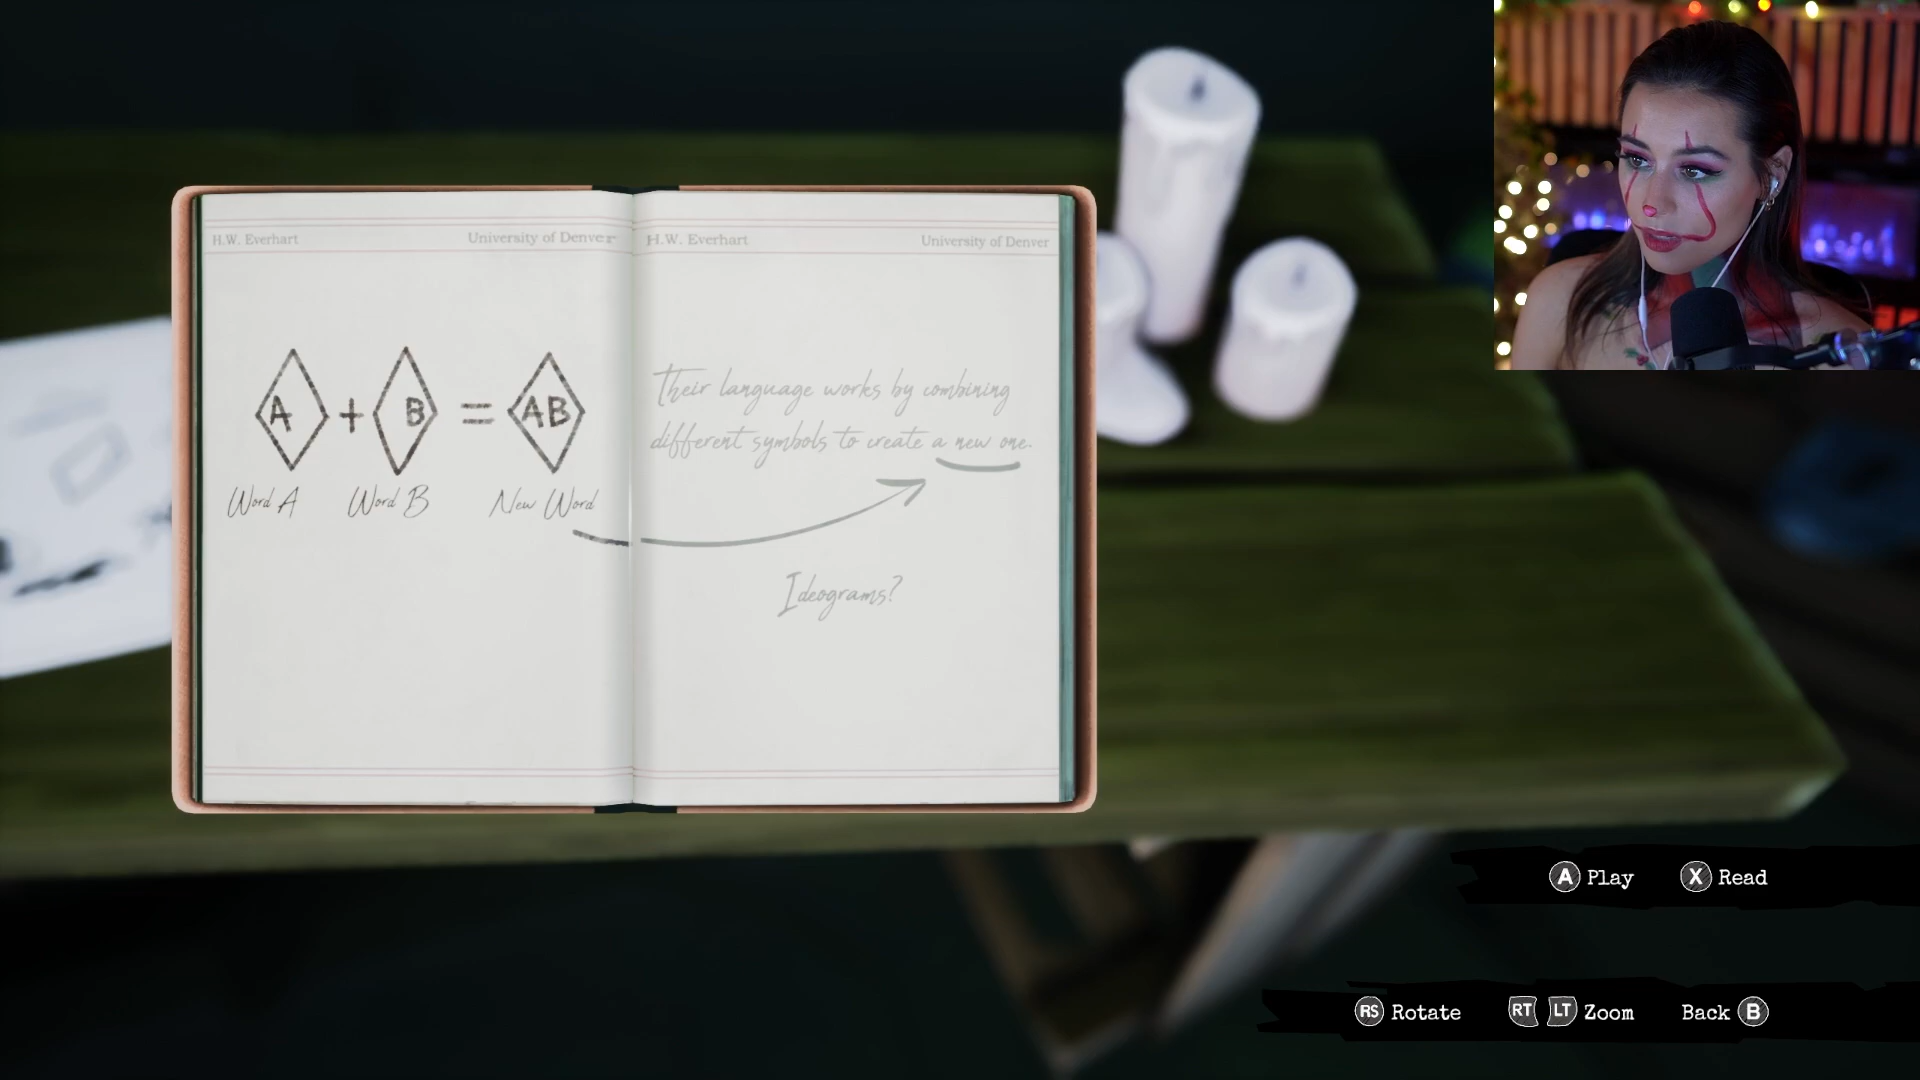 H.W. Everhart University of Denver
A + B = AB
Word A Word B New Word
H.W. Everhart University of Denver
Their language works by combining
different symbols to create a new one.
Ideograms?
A Play X Read
RS Rotate RT LT Zoom Back B